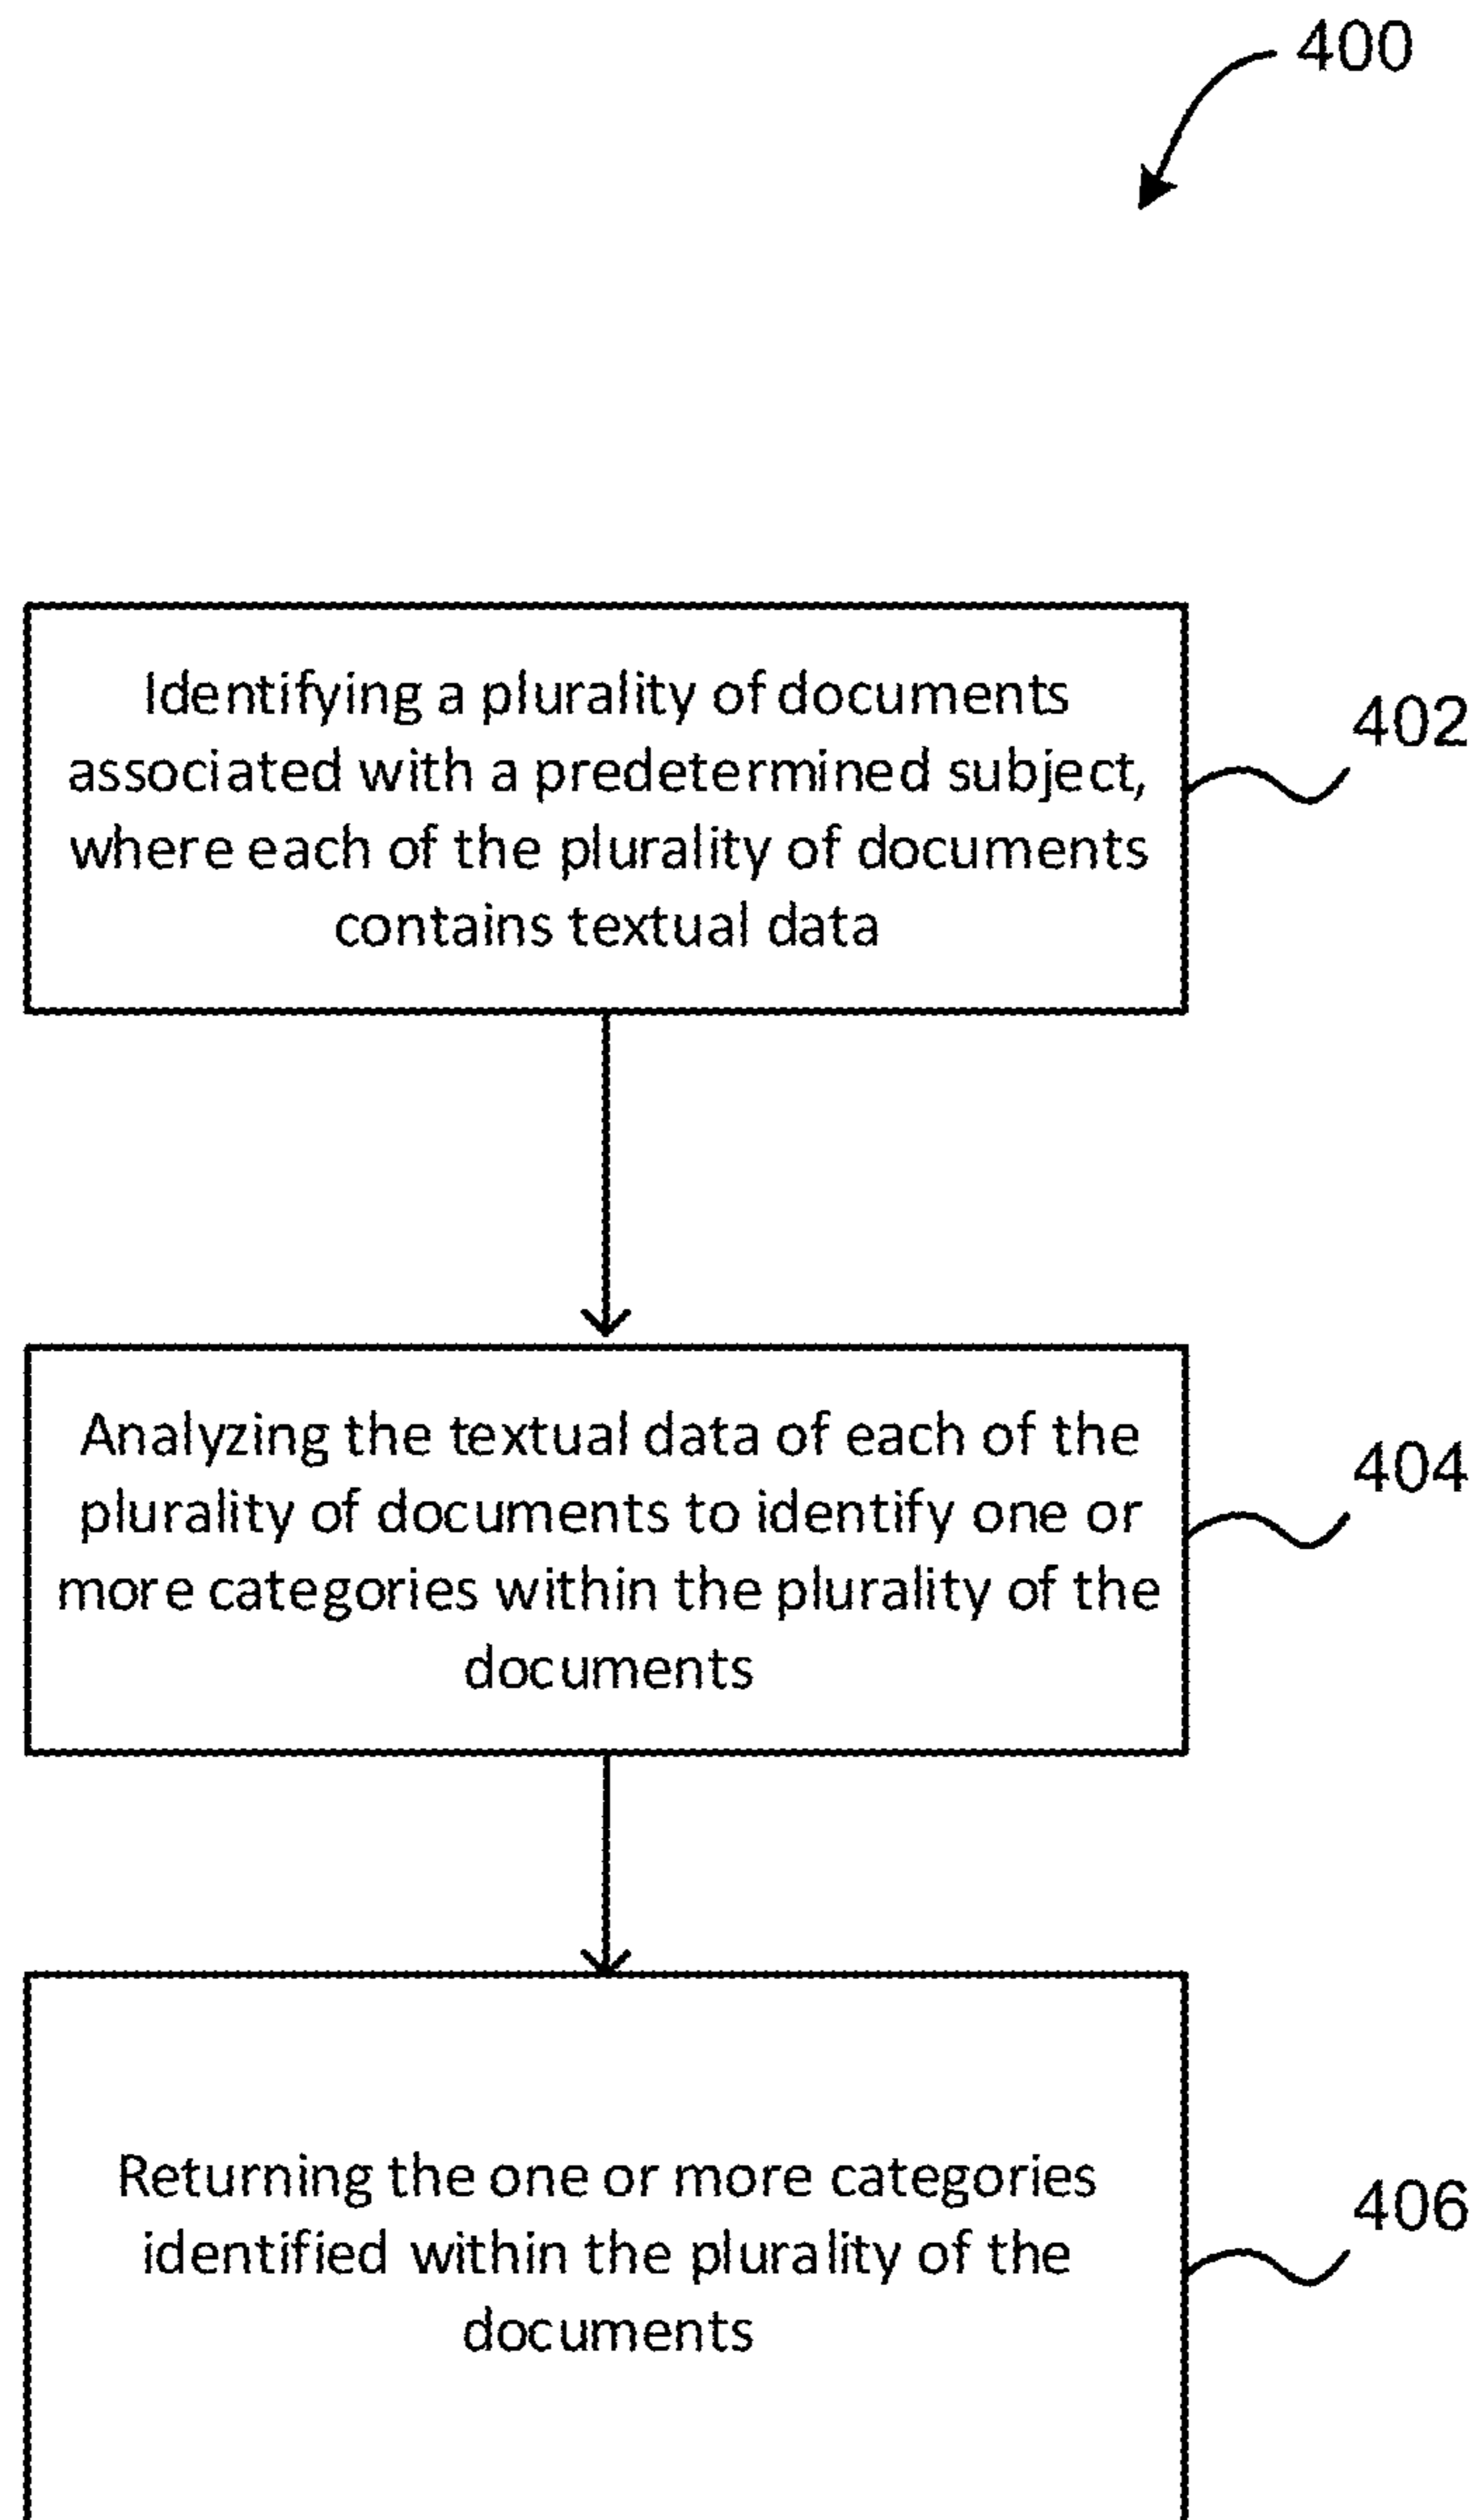 400
Identifying a plurality of documents
associated with a predetermined subject,
where each of the plurality of documents
contains textual data
402
Analyzing the textual data of each of the
plurality of documents to identify one or
more categories within the plurality of the
documents
404
Returning the one or more categories
identified within the plurality of the
documents
406